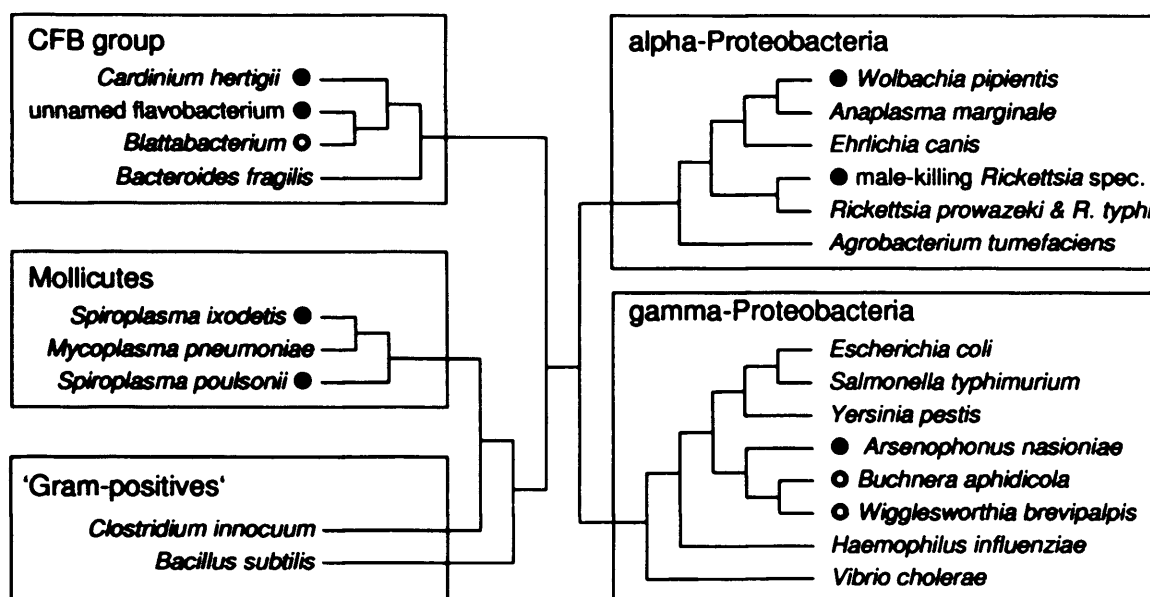 CFB group
Cardinium hertigii
unnamed flavobacterium
Blattabacterium
Bacteroides fragilis
Mollicutes
Spiroplasma ixodetis
Mycoplasma pneumoniae
Spiroplasma poulsonii
‘Gram-positives‘
Clostridium innocuum
Bacillus subtilis
alpha-Proteobacteria
Wolbachia pipientis
Anaplasma marginale
Ehrlichia canis
male-killing Rickettsia spec.
Rickettsia prowazeki & R. typhi
Agrobacterium tumefaciens
gamma-Proteobacteria
Escherichia coli
Salmonella typhimurium
Yersinia pestis
Arsenophonus nasioniae
Buchnera aphidicola
Wigglesworthia brevipalpis
Haemophilus influenziae
Vibrio cholerae